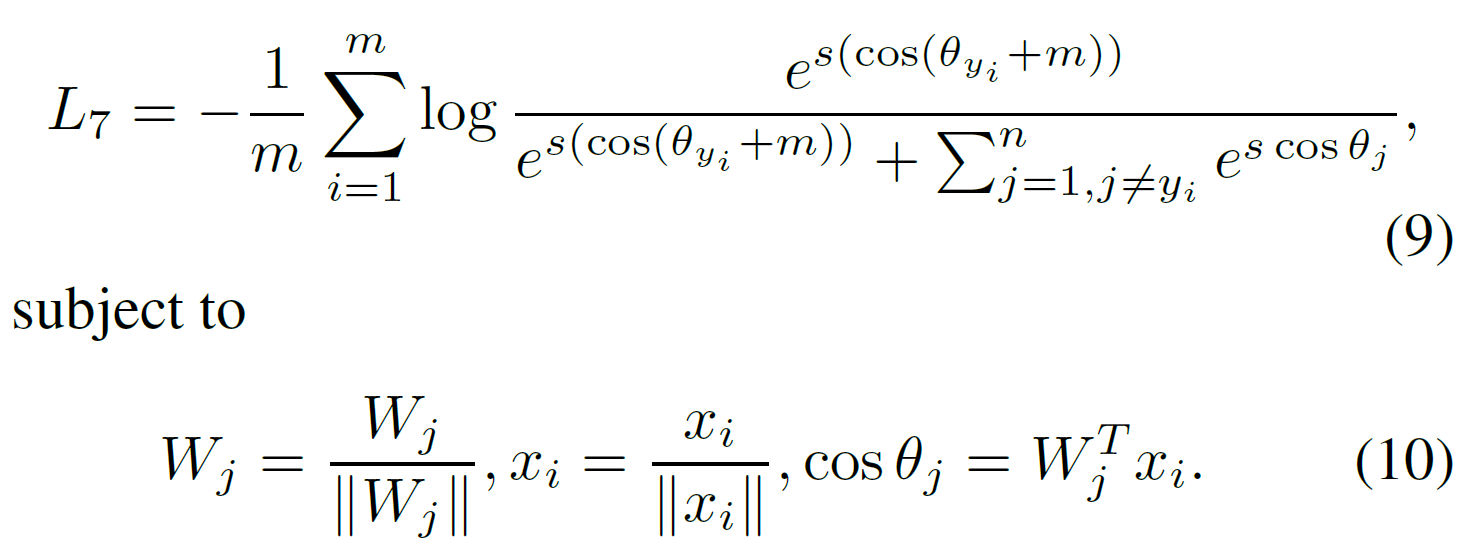 $L_7 = -\frac{1}{m} \sum_{i=1}^{m} \log \frac{e^{s(\cos(\theta_{y_i}+m))}}{e^{s(\cos(\theta_{y_i}+m))} + \sum_{j=1, j \neq y_i}^{n} e^{s \cos \theta_j}},$
(9)
subject to
$W_j = \frac{W_j}{\|W_j\|}, x_i = \frac{x_i}{\|x_i\|}, \cos \theta_j = W_j^T x_i.$ (10)